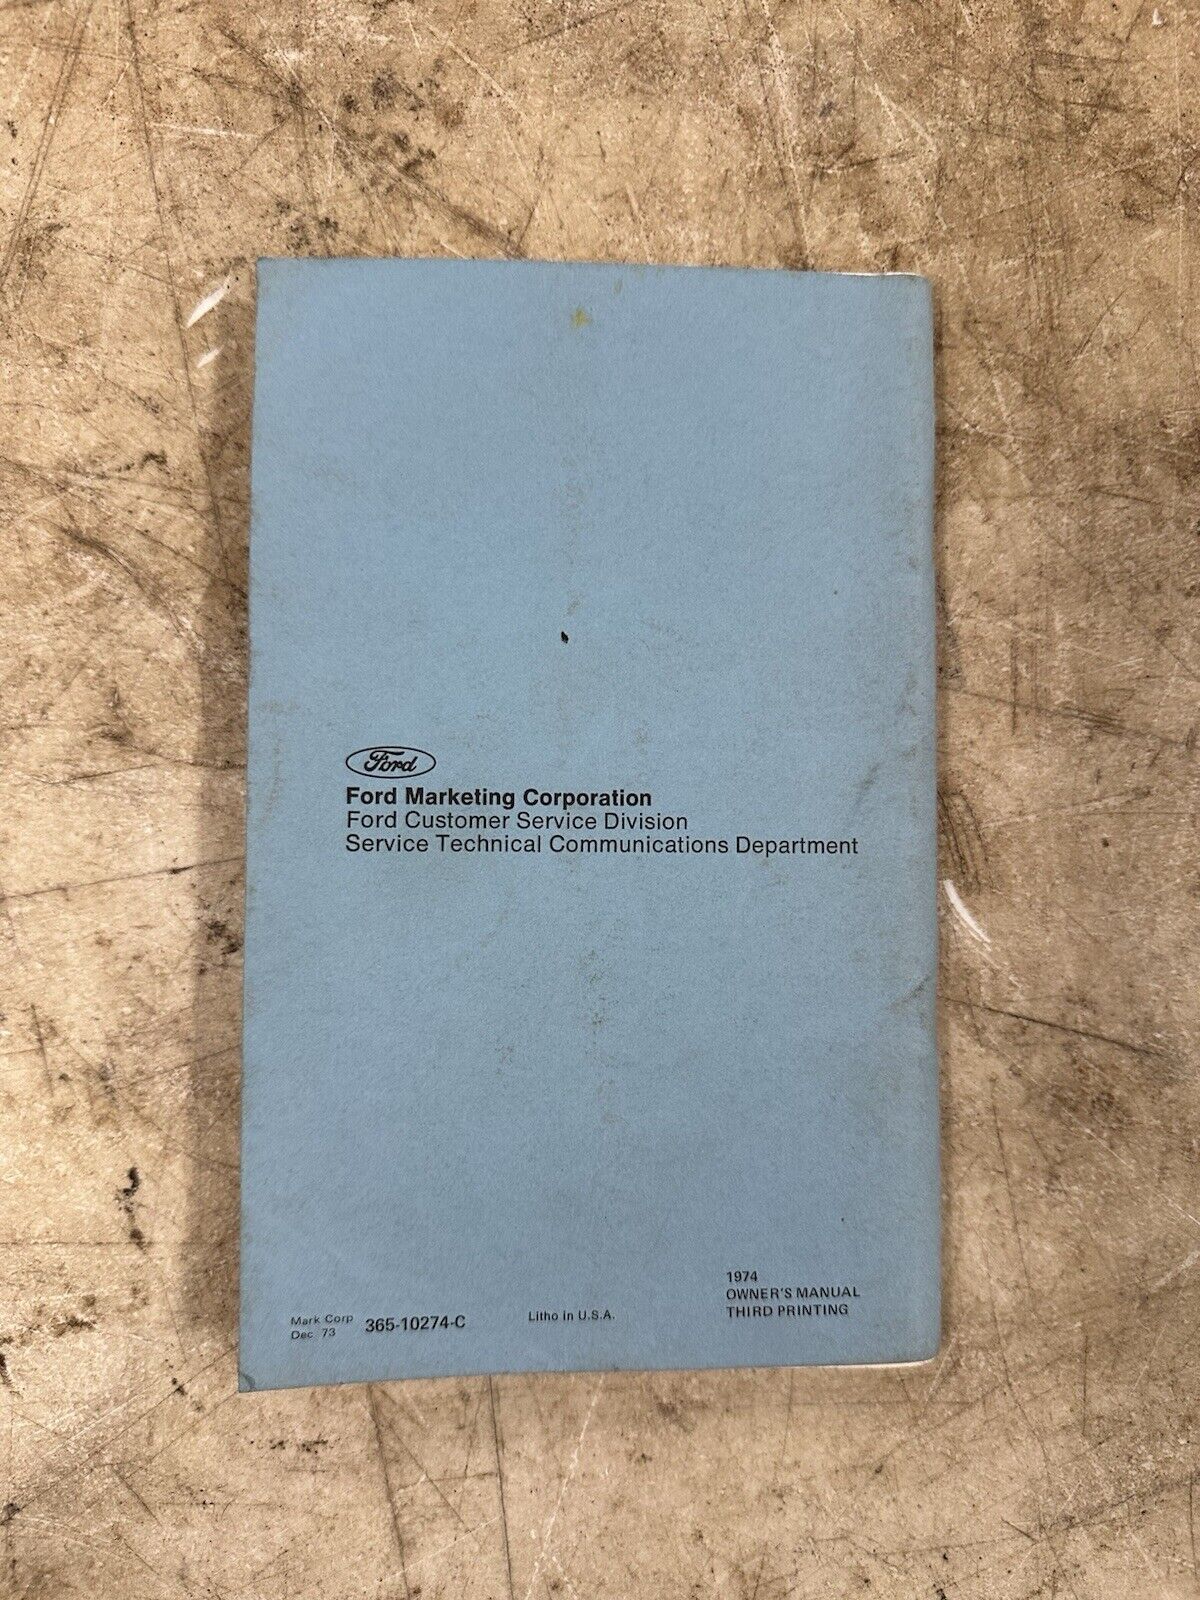 Ford
Ford Marketing Corporation
Ford Customer Service Division
Service Technical Communications Department
1974
OWNER'S MANUAL
THIRD PRINTING
Mark Corp
Dec 73
365-10274-C
Litho in U.S.A.